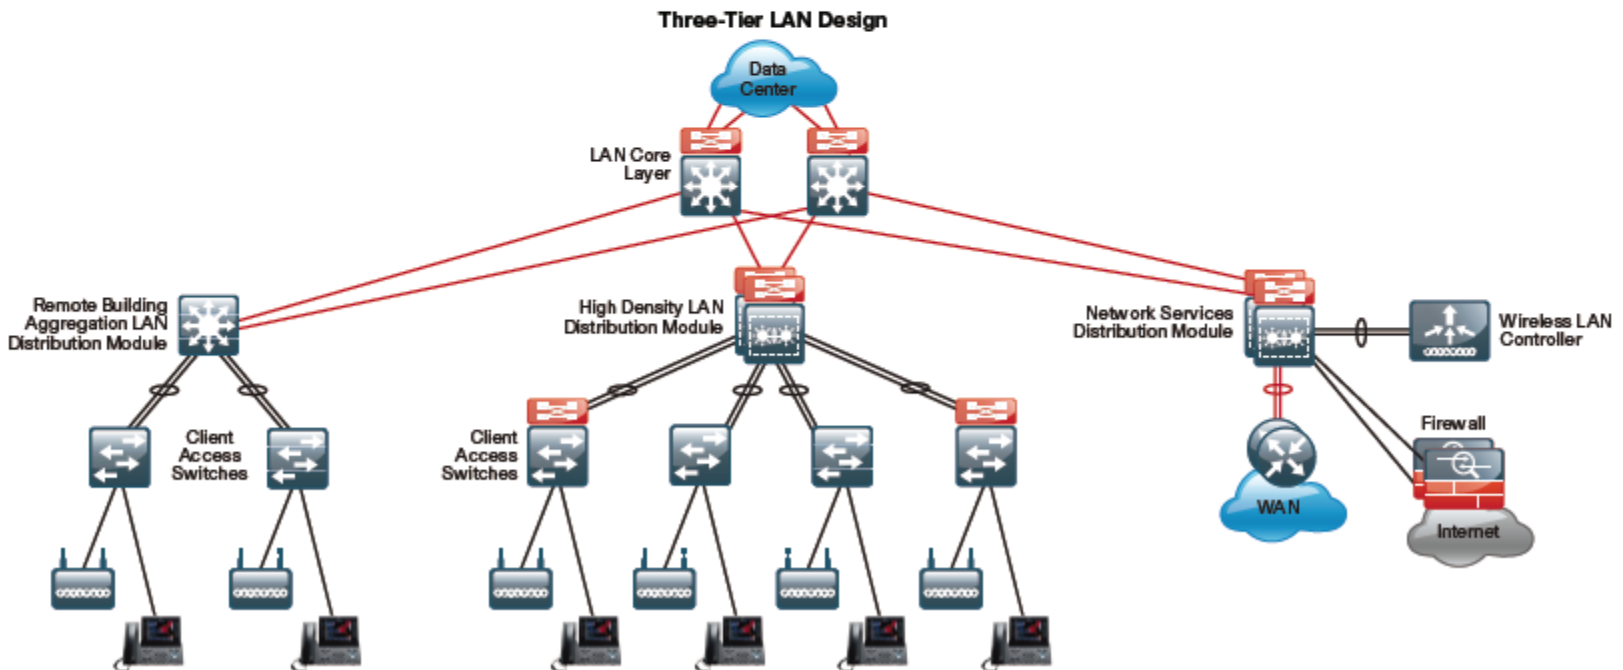 Three-Tier LAN Design
Data
Center
LAN Core
Layer
Remote Building
Aggregation LAN
Distribution Module
High Density LAN
Distribution Module
Network Services
Distribution Module
Wireless LAN
Controller
Client
Access
Switches
Client
Access
Switches
Firewall
WAN
Internet